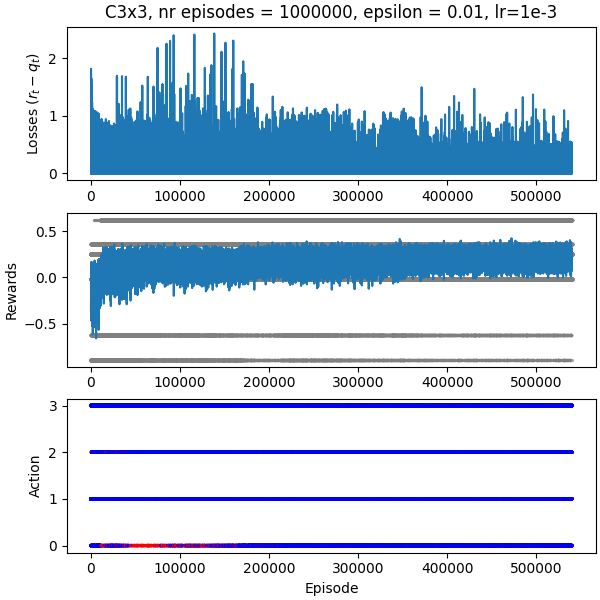 C3x3, nr episodes = 1000000, epsilon = 0.01, lr=1e-3
Losses (r_t − q_t)
2
1
0
0 100000 200000 300000 400000 500000
Rewards
0.5
0.0
−0.5
0 100000 200000 300000 400000 500000
Action
3
2
1
0
0 100000 200000 300000 400000 500000
Episode